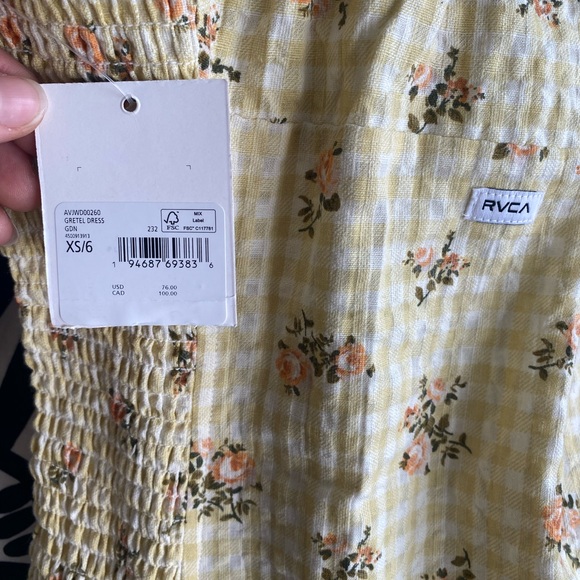 AVJWD00260
GRETEL DRESS
GDN 232
4500913913
XS/6
FSC
MIX
Label
FSC® C117781
1 94687 69383 6
USD 76.00
CAD 100.00
RVCA